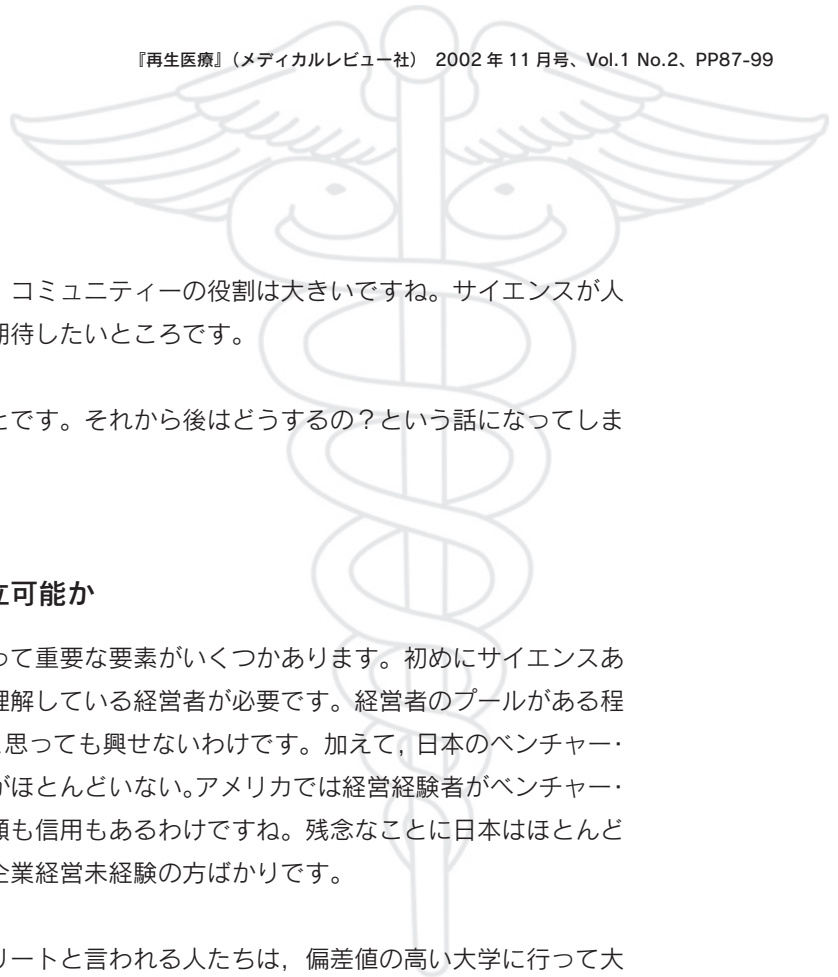 『再生医療』（メディカルレビュー社） 2002年11月号、Vol.1 No.2、PP87-99
コミュニティーの役割は大きいですね。サイエンスが人
期待したいところです。
とです。それから後はどうするの？という話になってしま
立可能か
って重要な要素がいくつかあります。初めにサイエンスあ
理解している経営者が必要です。経営者のプールがある程
思っても興せないわけです。加えて，日本のベンチャー・
がほとんどいない。アメリカでは経営経験者がベンチャー・
頼も信用もあるわけですね。残念なことに日本はほとんど
企業経営未経験の方ばかりです。
リートと言われる人たちは，偏差値の高い大学に行って大